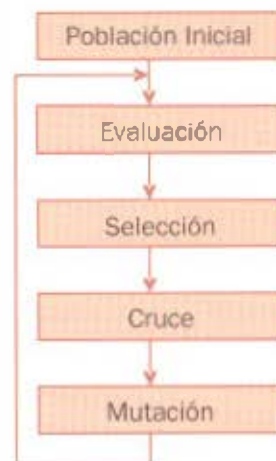 Población Inicial
Evaluación
Selección
Cruce
Mutación